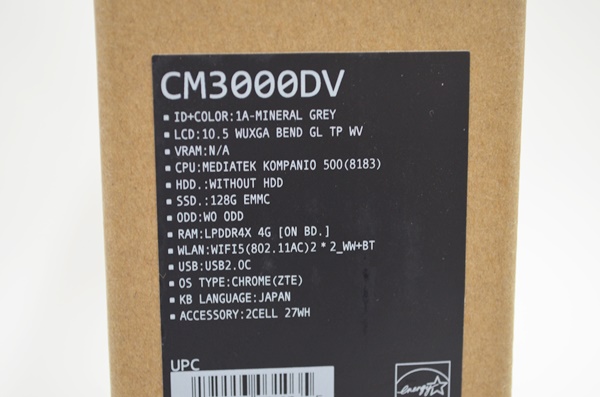 CM3000DV
▪ ID+COLOR:1A-MINERAL GREY
▪ LCD:10.5 WUXGA BEND GL TP WV
▪ VRAM:N/A
▪ CPU:MEDIATEK KOMPANIO 500(8183)
▪ HDD.:WITHOUT HDD
▪ SSD.:128G EMMC
▪ ODD:WO ODD
▪ RAM:LPDDR4X 4G [ON BD.]
▪ WLAN:WIFI5(802.11AC)2*2_WW+BT
▪ USB:USB2.0C
▪ OS TYPE:CHROME(ZTE)
▪ KB LANGUAGE:JAPAN
▪ ACCESSORY:2CELL 27WH
UPC
energy